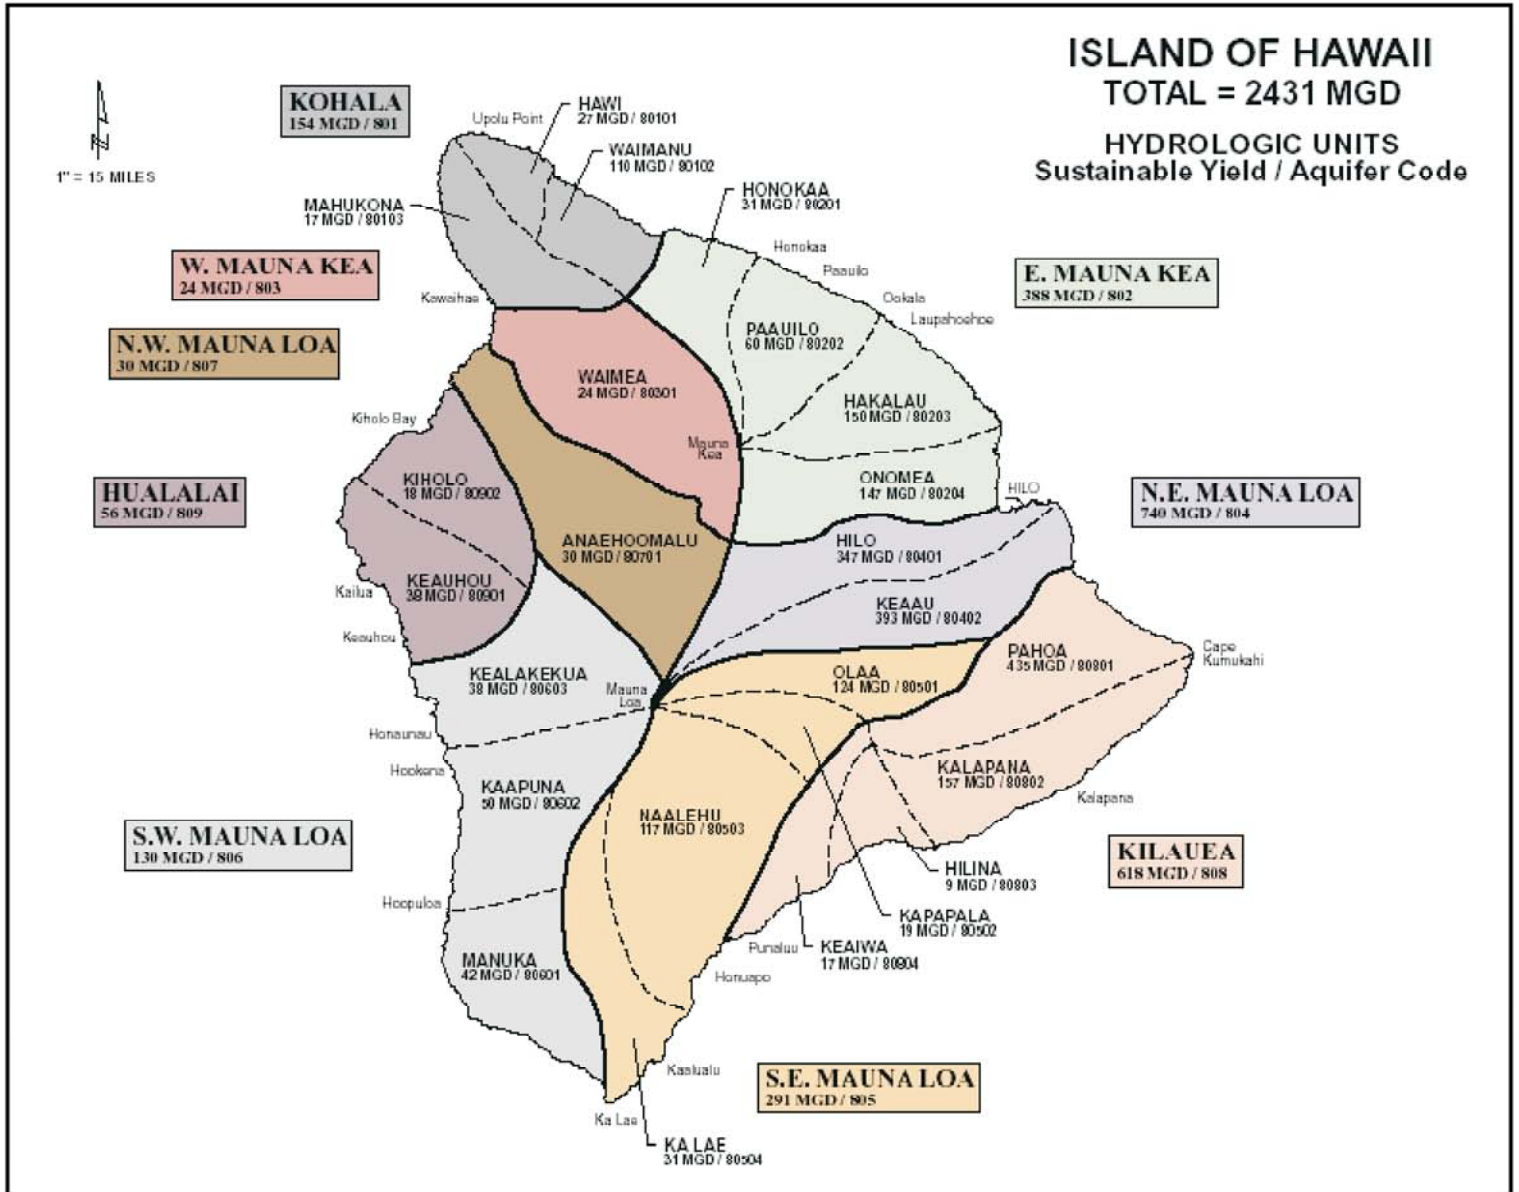 ISLAND OF HAWAII
TOTAL = 2431 MGD
HYDROLOGIC UNITS
Sustainable Yield / Aquifer Code
N
1" = 15 MILES
KOHALA
154 MGD / 801
Upolu Point
HAWI
27 MGD / 80101
WAIMANU
110 MGD / 80102
MAHUKONA
17 MGD / 80103
HONOKAA
31 MGD / 80201
Honokaa
Paauilo
Ookala
Laupahoehoe
W. MAUNA KEA
24 MGD / 803
E. MAUNA KEA
388 MGD / 802
Kawaihae
N.W. MAUNA LOA
30 MGD / 807
PAAUILO
60 MGD / 80202
WAIMEA
24 MGD / 80301
HAKALAU
150 MGD / 80203
Kiholo Bay
Mauna
Kea
HUALALAI
56 MGD / 809
KIHOLO
18 MGD / 80902
ONOMEA
147 MGD / 80204
HILO
N.E. MAUNA LOA
740 MGD / 804
ANAEHOOMALU
30 MGD / 80701
HILO
347 MGD / 80401
KEAUHOU
38 MGD / 80901
Kailua
KEAAU
393 MGD / 80402
Keauhou
PAHOA
435 MGD / 80801
Cape
Kumukahi
KEALAKEKUA
38 MGD / 80603
Mauna
Loa
OLAA
124 MGD / 80501
Honaunau
Hookena
KAAPUNA
50 MGD / 80602
KALAPANA
157 MGD / 80802
Kalapana
NAALEHU
117 MGD / 80503
S.W. MAUNA LOA
130 MGD / 806
KILAUEA
618 MGD / 808
HILINA
9 MGD / 80803
Hoopuloa
KAPAPALA
19 MGD / 80502
Punaluu
KEAIWA
17 MGD / 80804
MANUKA
42 MGD / 80601
Honuapo
Kaalualu
S.E. MAUNA LOA
291 MGD / 805
Ka Lae
KA LAE
31 MGD / 80504